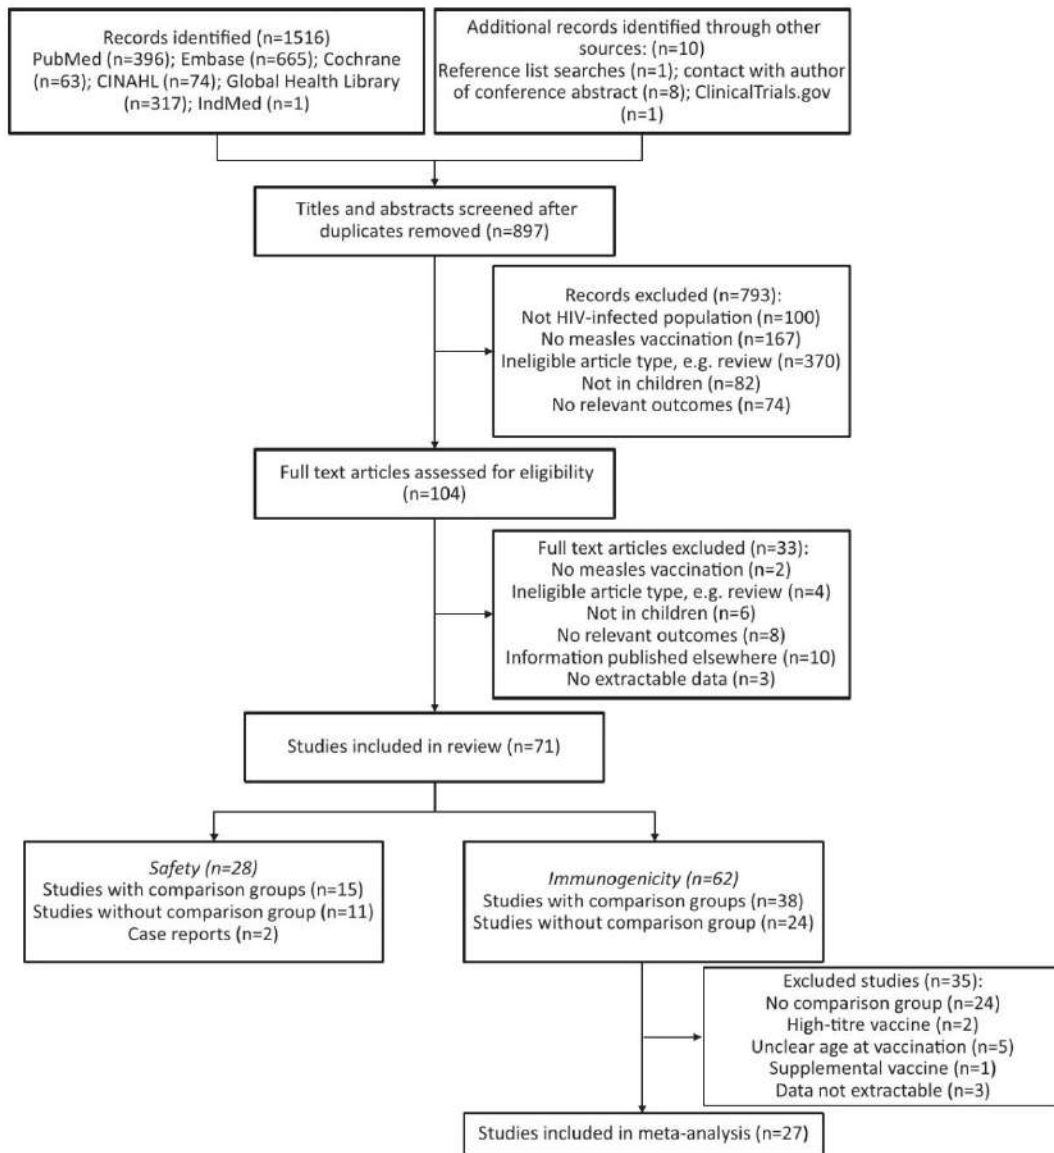 Records identified (n=1516)
PubMed (n=396); Embase (n=665); Cochrane
(n=63); CINAHL (n=74); Global Health Library
(n=317); IndMed (n=1)
Additional records identified through other
sources: (n=10)
Reference list searches (n=1); contact with author
of conference abstract (n=8); ClinicalTrials.gov
(n=1)
Titles and abstracts screened after
duplicates removed (n=897)
Records excluded (n=793):
Not HIV-infected population (n=100)
No measles vaccination (n=167)
Ineligible article type, e.g. review (n=370)
Not in children (n=82)
No relevant outcomes (n=74)
Full text articles assessed for eligibility
(n=104)
Full text articles excluded (n=33):
No measles vaccination (n=2)
Ineligible article type, e.g. review (n=4)
Not in children (n=6)
No relevant outcomes (n=8)
Information published elsewhere (n=10)
No extractable data (n=3)
Studies included in review (n=71)
Safety (n=28)
Studies with comparison groups (n=15)
Studies without comparison group (n=11)
Case reports (n=2)
Immunogenicity (n=62)
Studies with comparison groups (n=38)
Studies without comparison group (n=24)
Excluded studies (n=35):
No comparison group (n=24)
High-titre vaccine (n=2)
Unclear age at vaccination (n=5)
Supplemental vaccine (n=1)
Data not extractable (n=3)
Studies included in meta-analysis (n=27)